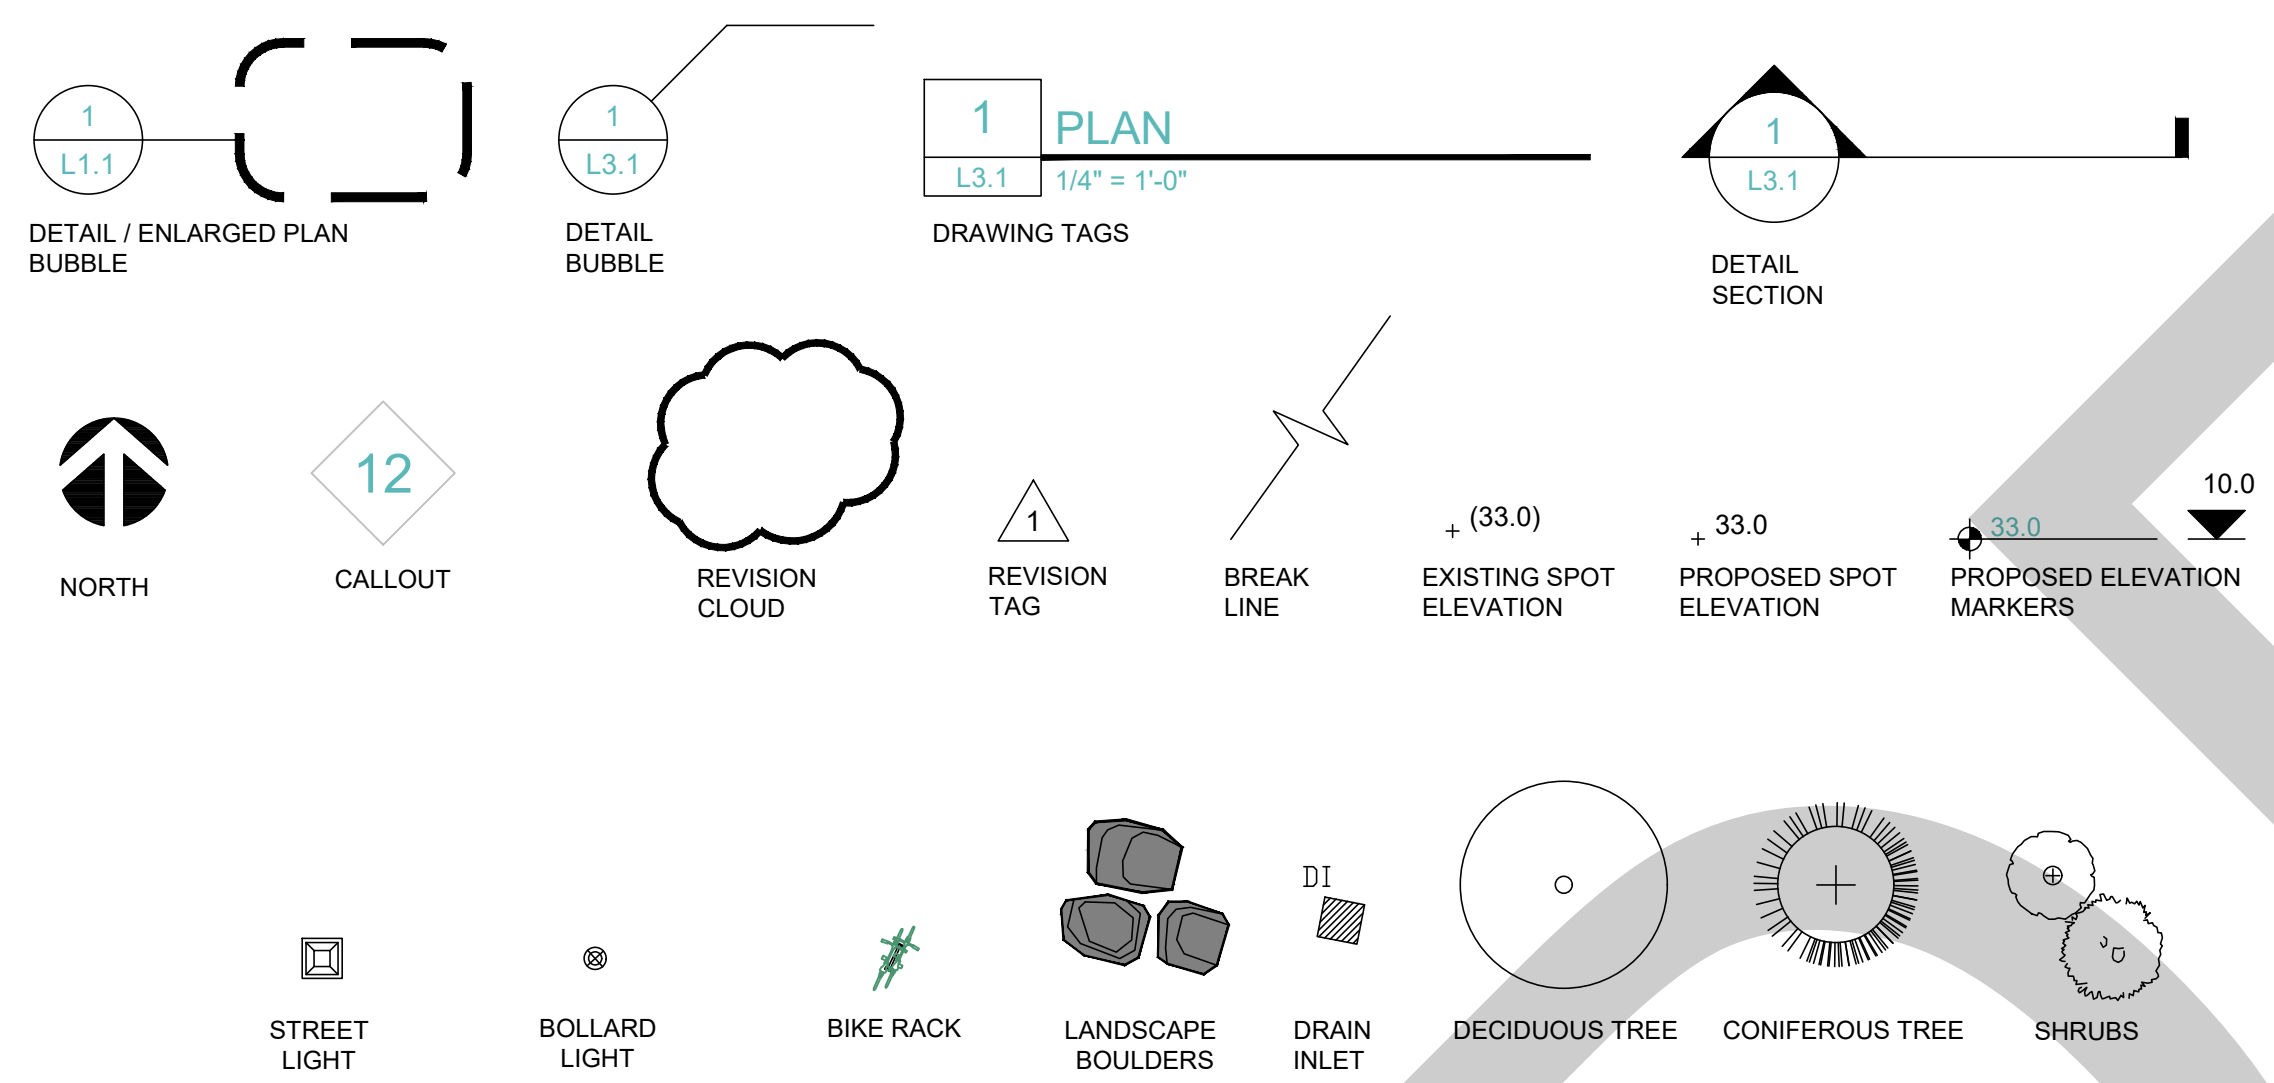 1
L1.1
DETAIL / ENLARGED PLAN
BUBBLE
1
L3.1
DETAIL
BUBBLE
1
L3.1
PLAN
1/4" = 1'-0"
DRAWING TAGS
1
L3.1
DETAIL
SECTION
NORTH
12
CALLOUT
REVISION
CLOUD
1
REVISION
TAG
BREAK
LINE
(33.0)
EXISTING SPOT
ELEVATION
33.0
PROPOSED SPOT
ELEVATION
33.0
10.0
PROPOSED ELEVATION
MARKERS
STREET
LIGHT
BOLLARD
LIGHT
BIKE RACK
LANDSCAPE
BOULDERS
DI
DRAIN
INLET
DECIDUOUS TREE
CONIFEROUS TREE
SHRUBS